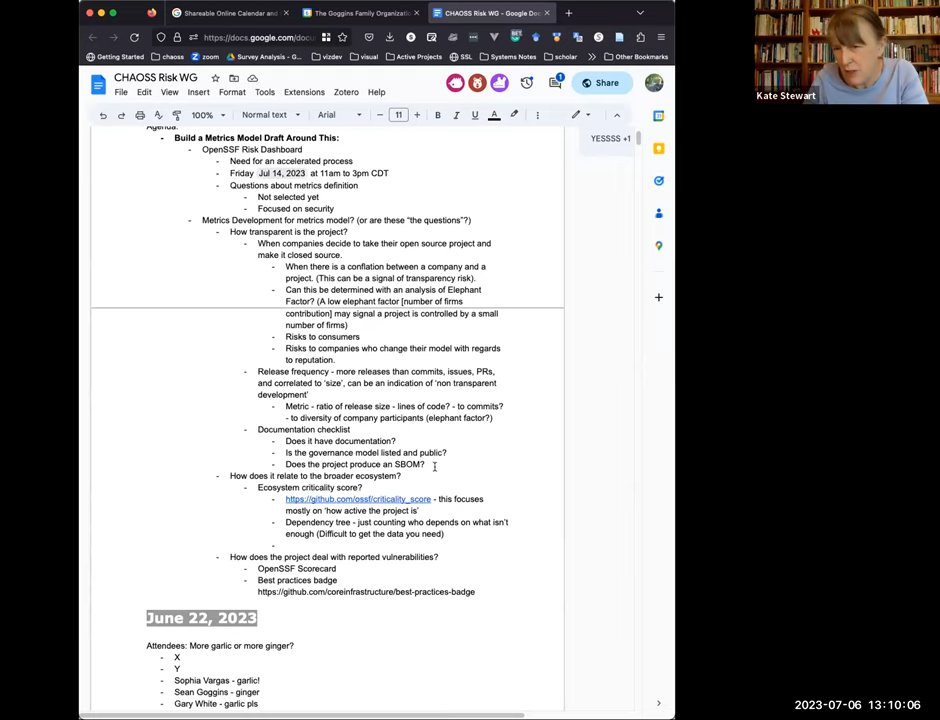 Shareable Online Calendar and
The Goggins Family Organizatio
CHAOSS Risk WG - Google Doc
https://docs.google.com/doc
Getting Started
chaoss
zoom
Survey Analysis - G...
vizdev
visual
Active Projects
SSL
Systems Notes
scholar
Other Bookmarks
CHAOSS Risk WG
Share
File Edit View Insert Format Tools Extensions Zotero Help
100% Normal text Arial 11
YESSSS +1
Agenda:
- Build a Metrics Model Draft Around This:
- OpenSSF Risk Dashboard
- Need for an accelerated process
- Friday Jul 14, 2023 at 11am to 3pm CDT
- Questions about metrics definition
- Not selected yet
- Focused on security
- Metrics Development for metrics model? (or are these "the questions"?)
- How transparent is the project?
- When companies decide to take their open source project and
make it closed source.
- When there is a conflation between a company and a
project. (This can be a signal of transparency risk).
- Can this be determined with an analysis of Elephant
Factor? (A low elephant factor [number of firms
contribution] may signal a project is controlled by a small
number of firms)
- Risks to consumers
- Risks to companies who change their model with regards
to reputation.
- Release frequency - more releases than commits, issues, PRs,
and correlated to 'size', can be an indication of 'non transparent
development'
- Metric - ratio of release size - lines of code? - to commits?
- to diversity of company participants (elephant factor?)
- Documentation checklist
- Does it have documentation?
- Is the governance model listed and public?
- Does the project produce an SBOM?
- How does it relate to the broader ecosystem?
- Ecosystem criticality score?
- https://github.com/ossf/criticality_score - this focuses
mostly on 'how active the project is'
- Dependency tree - just counting who depends on what isn't
enough (Difficult to get the data you need)
-
- How does the project deal with reported vulnerabilities?
- OpenSSF Scorecard
- Best practices badge
- https://github.com/coreinfrastructure/best-practices-badge
June 22, 2023
Attendees: More garlic or more ginger?
- X
- Y
- Sophia Vargas - garlic!
- Sean Goggins - ginger
- Gary White - garlic pls
Kate Stewart
2023-07-06 13:10:06